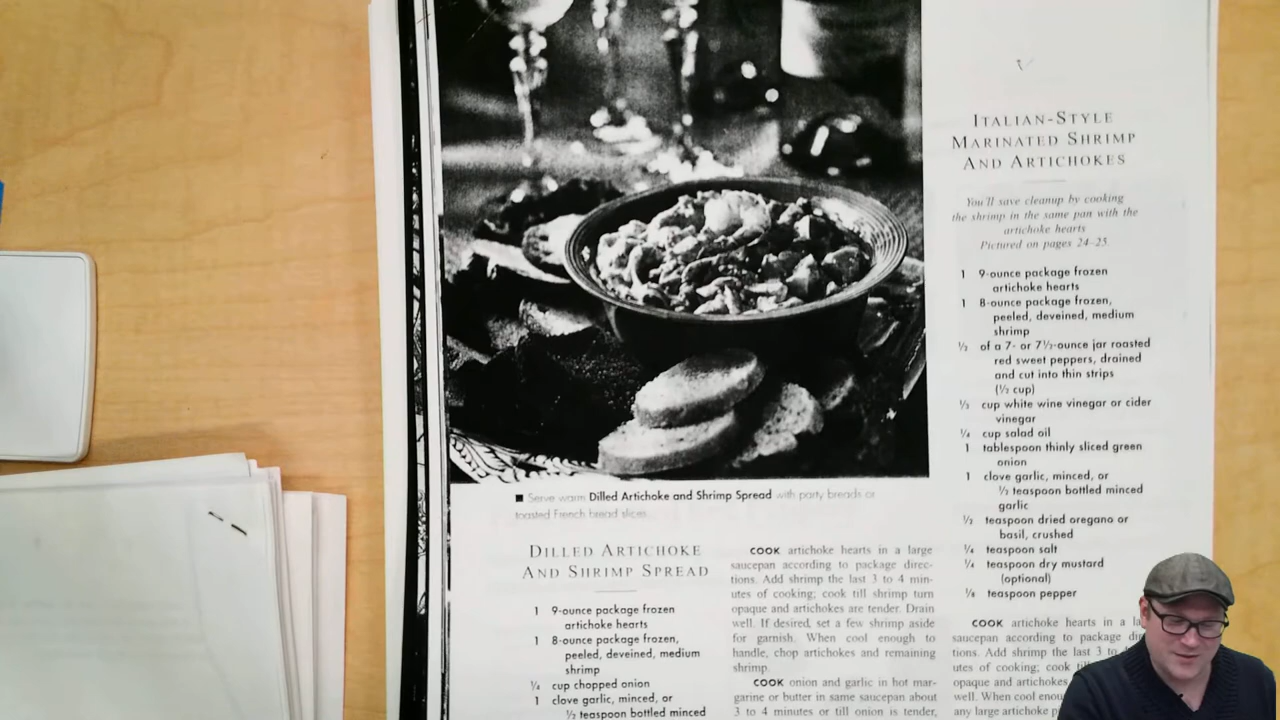 ■ Serve warm Dilled Artichoke and Shrimp Spread with party breads or
toasted French bread slices.
DILLED ARTICHOKE
AND SHRIMP SPREAD
1 9-ounce package frozen
artichoke hearts
1 8-ounce package frozen,
peeled, deveined, medium
shrimp
¼ cup chopped onion
1 clove garlic, minced, or
½ teaspoon bottled minced
COOK artichoke hearts in a large
saucepan according to package direc-
tions. Add shrimp the last 3 to 4 min-
utes of cooking; cook till shrimp turn
opaque and artichokes are tender. Drain
well. If desired, set a few shrimp aside
for garnish. When cool enough to
handle, chop artichokes and remaining
shrimp.
COOK onion and garlic in hot mar-
garine or butter in same saucepan about
3 to 4 minutes or till onion is tender,
ITALIAN-STYLE
MARINATED SHRIMP
AND ARTICHOKES
You'll save cleanup by cooking
the shrimp in the same pan with the
artichoke hearts
Pictured on pages 24–25.
1 9-ounce package frozen
artichoke hearts
1 8-ounce package frozen,
peeled, deveined, medium
shrimp
½ of a 7- or 7½-ounce jar roasted
red sweet peppers, drained
and cut into thin strips
(½ cup)
⅓ cup white wine vinegar or cider
vinegar
¼ cup salad oil
1 tablespoon thinly sliced green
onion
1 clove garlic, minced, or
½ teaspoon bottled minced
garlic
½ teaspoon dried oregano or
basil, crushed
¼ teaspoon salt
¼ teaspoon dry mustard
(optional)
⅛ teaspoon pepper
COOK artichoke hearts in a
saucepan according to package
tions. Add shrimp the last 3 to
utes of cooking; cook
opaque and artichokes
well. When cool
any large artichoke